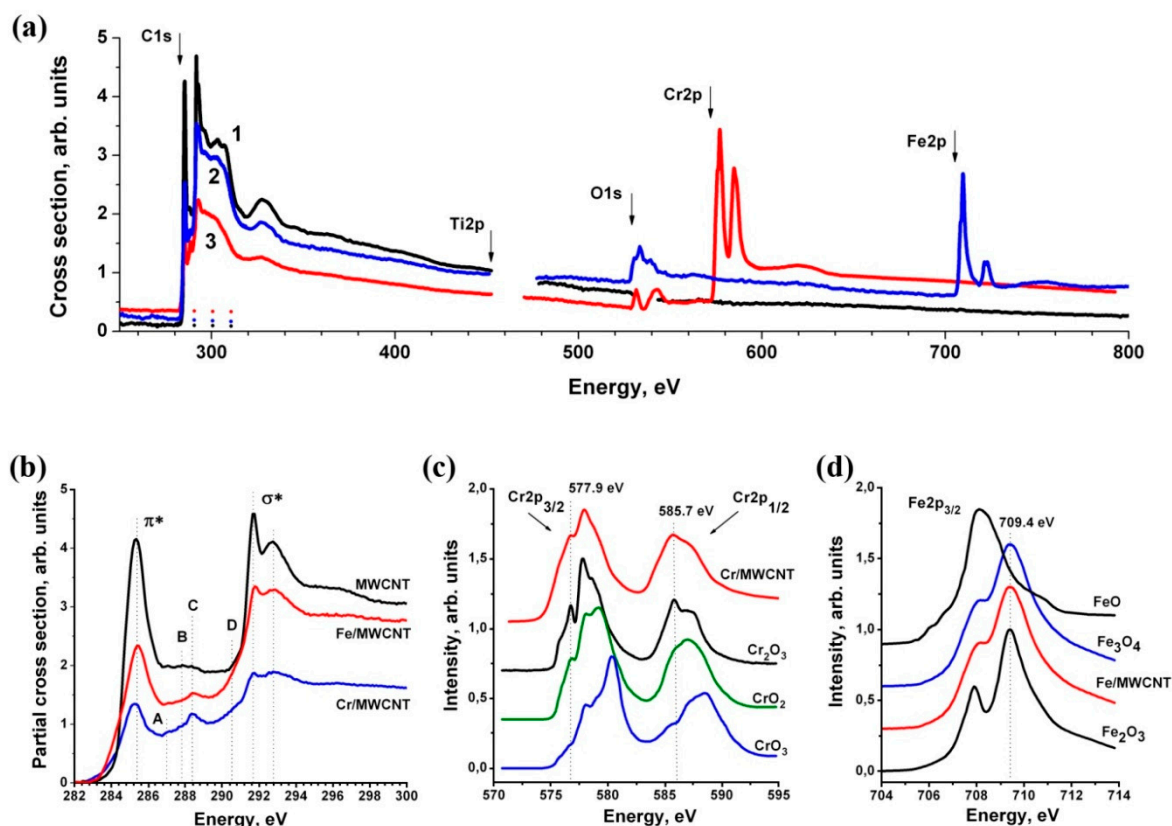 (a)
Cross section, arb. units
5
4
3
2
1
0
C1s
1
2
3
Ti2p
O1s
Cr2p
Fe2p
300 400 500 600 700 800
Energy, eV
(b)
Partial cross section, arb. units
5
4
3
2
1
0
π*
σ*
A
B
C
D
MWCNT
Fe/MWCNT
Cr/MWCNT
282 284 286 288 290 292 294 296 298 300
Energy, eV
(c)
Intensity, arb. units
2,0
1,5
1,0
0,5
0,0
Cr2p3/2
577.9 eV
585.7 eV
Cr2p1/2
Cr/MWCNT
Cr2O3
CrO2
CrO3
570 575 580 585 590 595
Energy, eV
(d)
Intensity, arb. units
2,0
1,5
1,0
0,5
0,0
Fe2p3/2
709.4 eV
FeO
Fe3O4
Fe/MWCNT
Fe2O3
704 706 708 710 712 714
Energy, eV